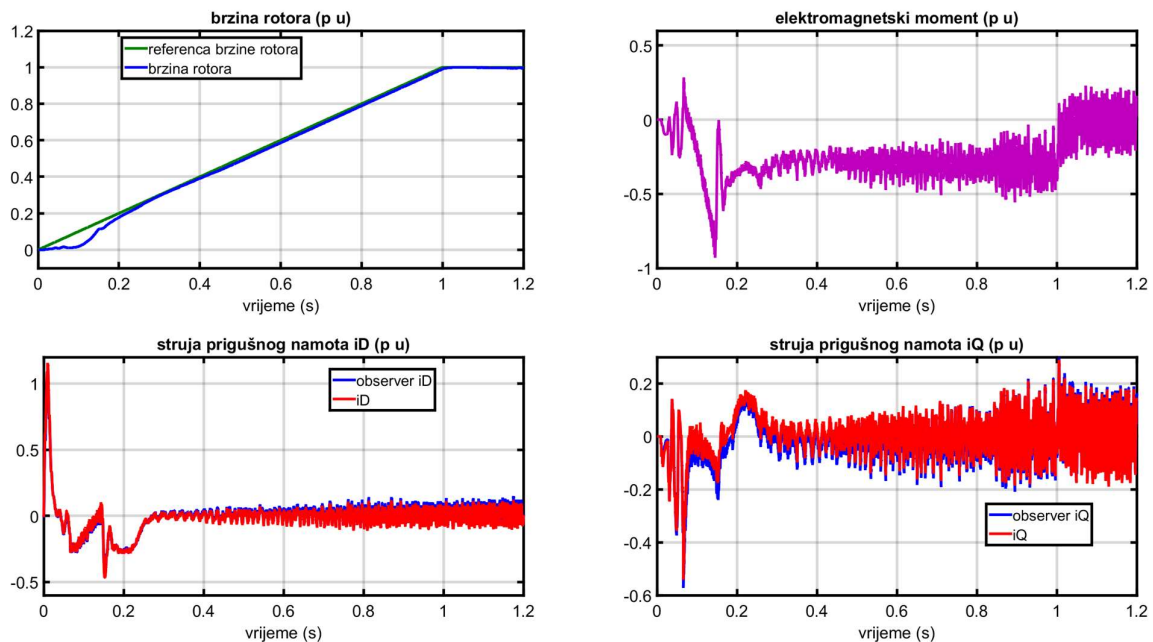 brzina rotora (p u)
1.2
1
0.8
0.6
0.4
0.2
0
referenca brzine rotora
brzina rotora
0 0.2 0.4 0.6 0.8 1 1.2
vrijeme (s)
elektromagnetski moment (p u)
0.5
0
-0.5
-1
0 0.2 0.4 0.6 0.8 1 1.2
vrijeme (s)
struja prigušnog namota iD (p u)
1
0.5
0
-0.5
observer iD
iD
0 0.2 0.4 0.6 0.8 1 1.2
vrijeme (s)
struja prigušnog namota iQ (p u)
0.2
0
-0.2
-0.4
-0.6
observer iQ
iQ
0 0.2 0.4 0.6 0.8 1 1.2
vrijeme (s)